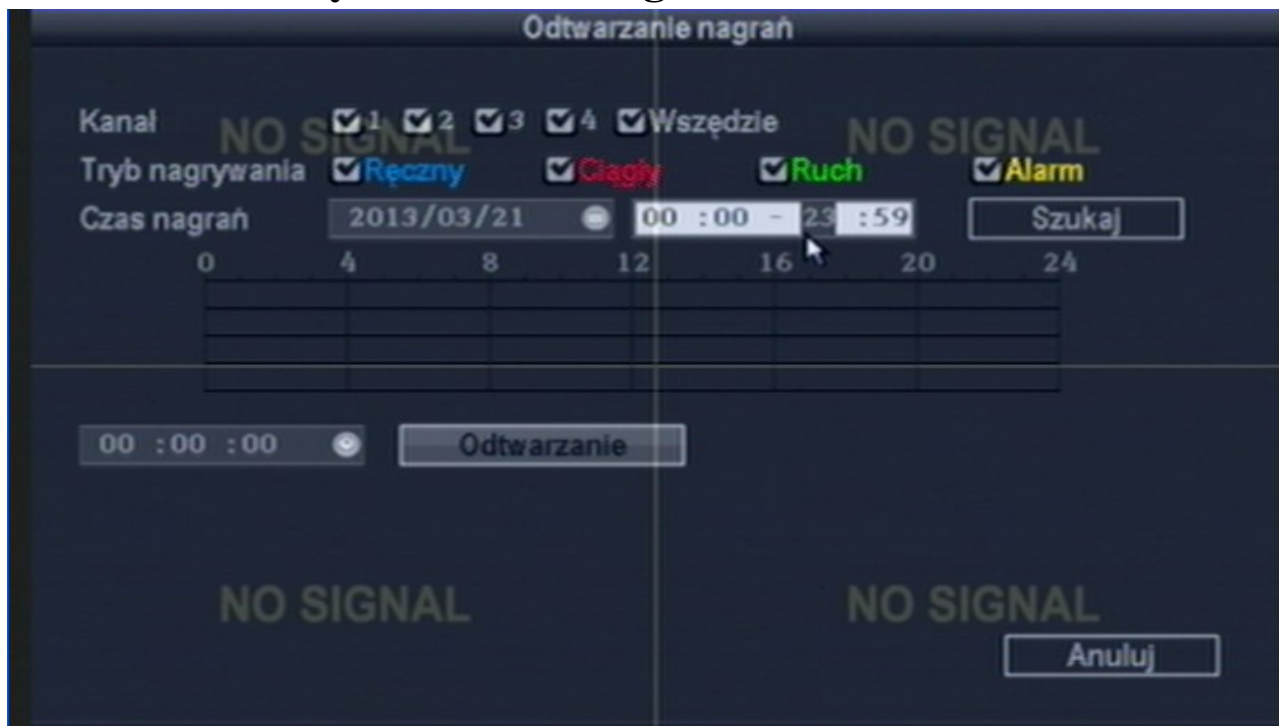 Odtwarzanie nagrań
Kanał 1 2 3 4 Wszędzie
NO SIGNAL NO SIGNAL
Tryb nagrywania Ręczny Ciągły Ruch Alarm
Czas nagrań 2013/03/21 00 :00 - 23 :59 Szukaj
0 4 8 12 16 20 24
00 :00 :00 Odtwarzanie
NO SIGNAL NO SIGNAL
Anuluj